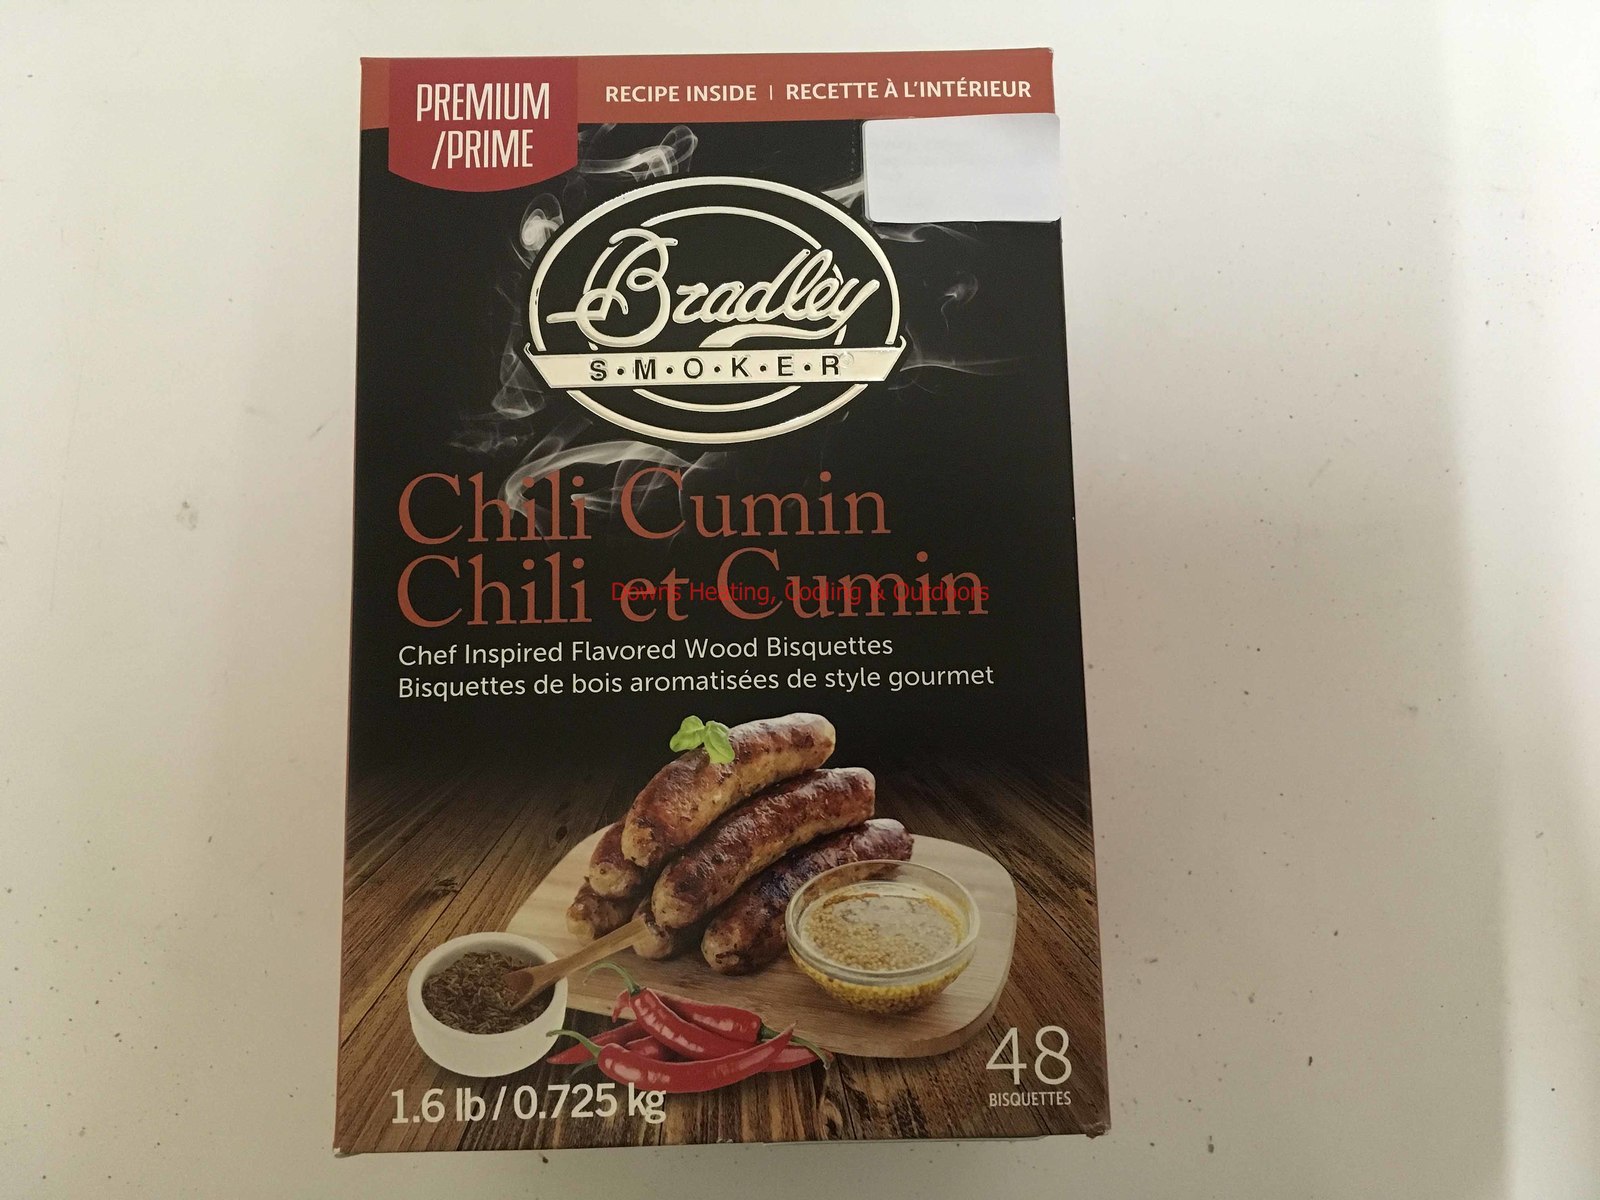 PREMIUM
/PRIME
RECIPE INSIDE | RECETTE À L'INTÉRIEUR
Bradley
S·M·O·K·E·R
Chili Cumin
Chili et Cumin
Downs Heating, Cooling & Outdoors
Chef Inspired Flavored Wood Bisquettes
Bisquettes de bois aromatisées de style gourmet
48
BISQUETTES
1.6 lb / 0.725 kg